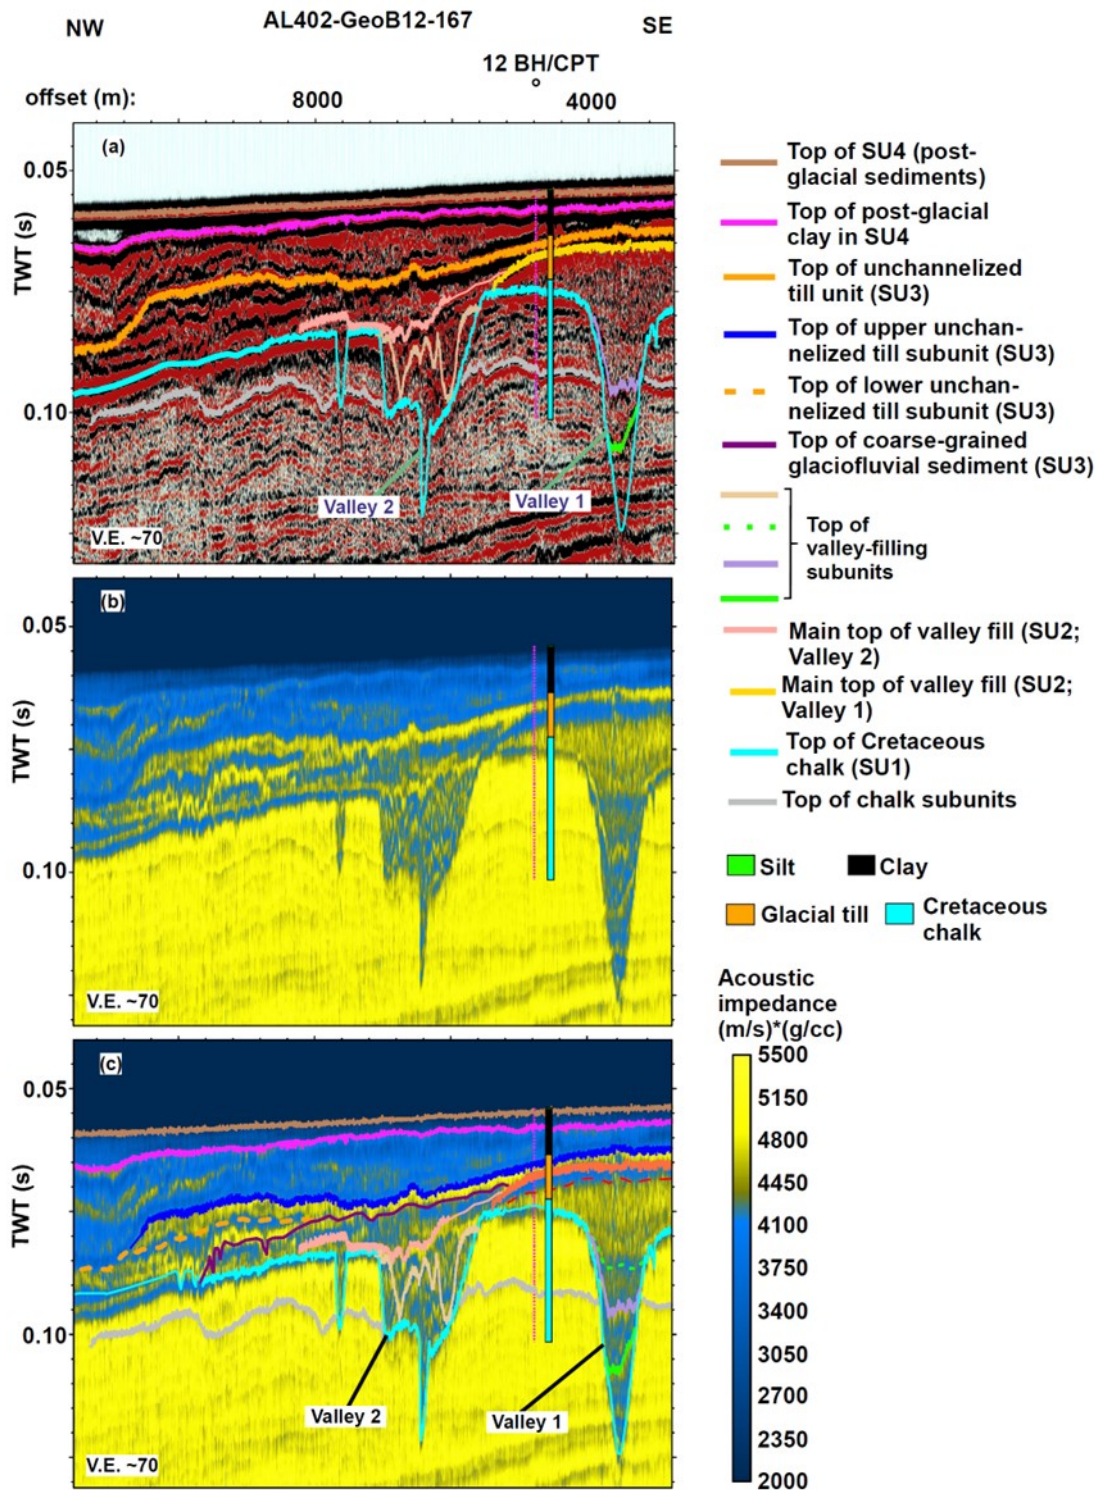 NW
AL402-GeoB12-167
SE
12 BH/CPT
offset (m):
8000
4000
(a)
0.05
TWT (s)
0.10
Valley 2
Valley 1
V.E. ~70
(b)
0.05
TWT (s)
0.10
V.E. ~70
(c)
0.05
TWT (s)
0.10
Valley 2
Valley 1
V.E. ~70
Top of SU4 (post-
glacial sediments)
Top of post-glacial
clay in SU4
Top of unchannelized
till unit (SU3)
Top of upper unchan-
nelized till subunit (SU3)
Top of lower unchan-
nelized till subunit (SU3)
Top of coarse-grained
glaciofluvial sediment (SU3)
Top of
valley-filling
subunits
Main top of valley fill (SU2;
Valley 2)
Main top of valley fill (SU2;
Valley 1)
Top of Cretaceous
chalk (SU1)
Top of chalk subunits
Silt
Clay
Glacial till
Cretaceous
chalk
Acoustic
impedance
(m/s)*(g/cc)
5500
5150
4800
4450
4100
3750
3400
3050
2700
2350
2000